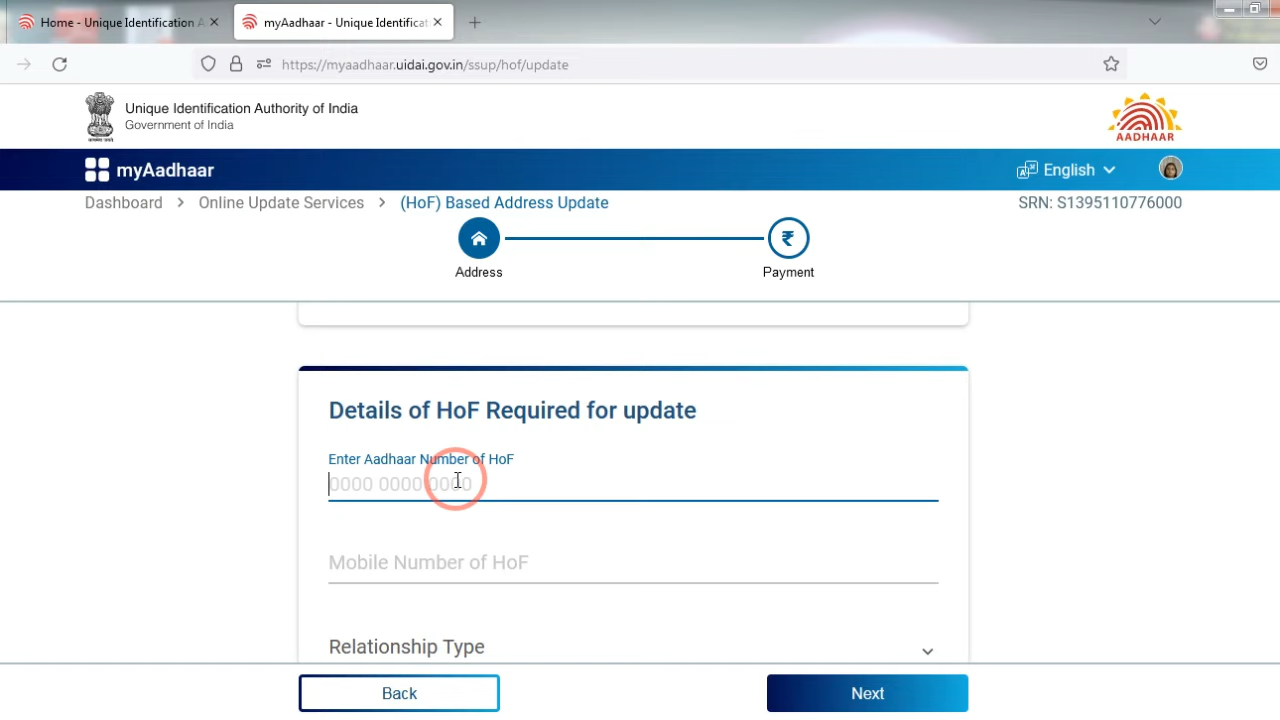 Home - Unique Identification A
myAadhaar - Unique Identificati
https://myaadhaar.uidai.gov.in/ssup/hof/update
Unique Identification Authority of India
Government of India
AADHAAR
myAadhaar
English
Dashboard > Online Update Services > (HoF) Based Address Update
SRN: S1395110776000
₹
Address
Payment
Details of HoF Required for update
Enter Aadhaar Number of HoF
0000 0000 0000
Mobile Number of HoF
Relationship Type
Back
Next